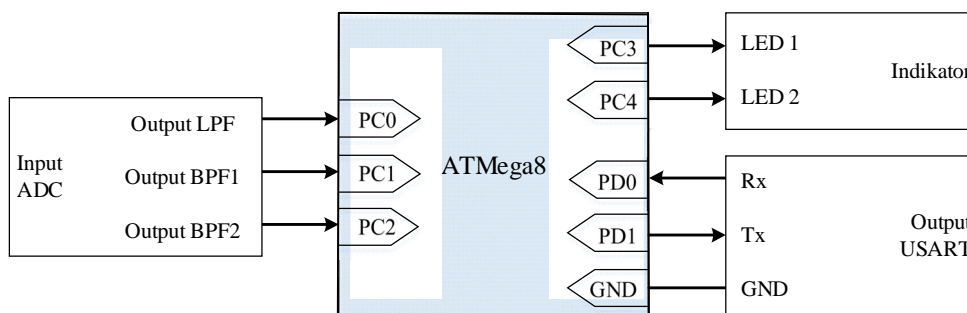 Input
ADC
Output LPF
Output BPF1
Output BPF2
PC0
PC1
PC2
ATMega8
PC3
PC4
PD0
PD1
GND
LED 1
LED 2
Indikator
Rx
Tx
GND
Output
USART